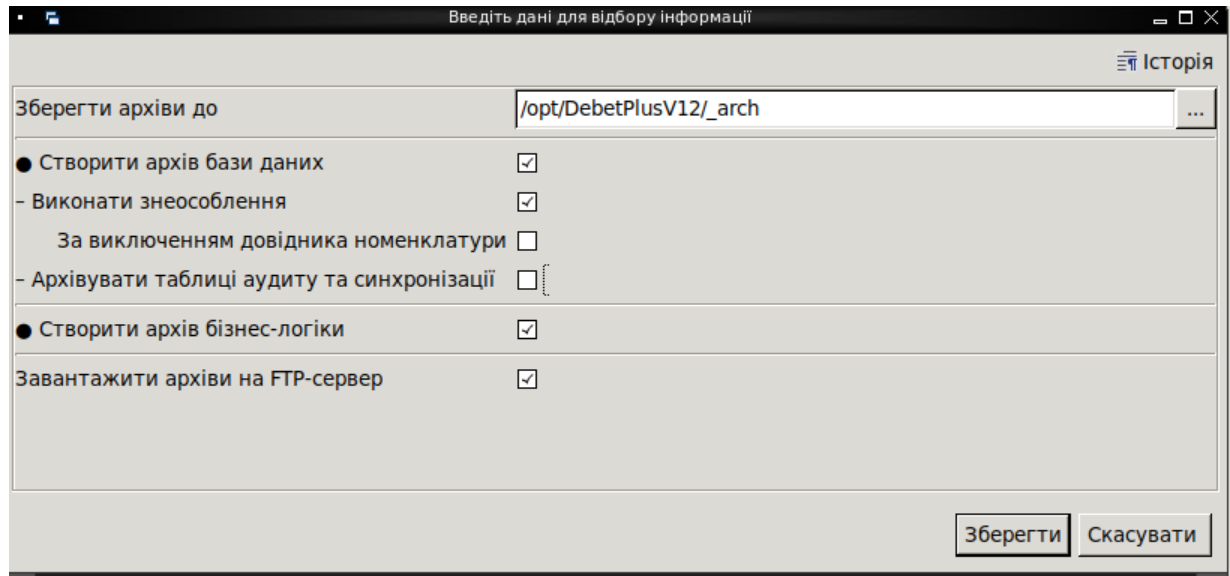 Введіть дані для відбору інформації
Історія
Зберегти архіви до /opt/DebetPlusV12/_arch ...
● Створити архів бази даних
– Виконати знеособлення
За виключенням довідника номенклатури
– Архівувати таблиці аудиту та синхронізації
● Створити архів бізнес-логіки
Завантажити архіви на FTP-сервер
Зберегти Скасувати